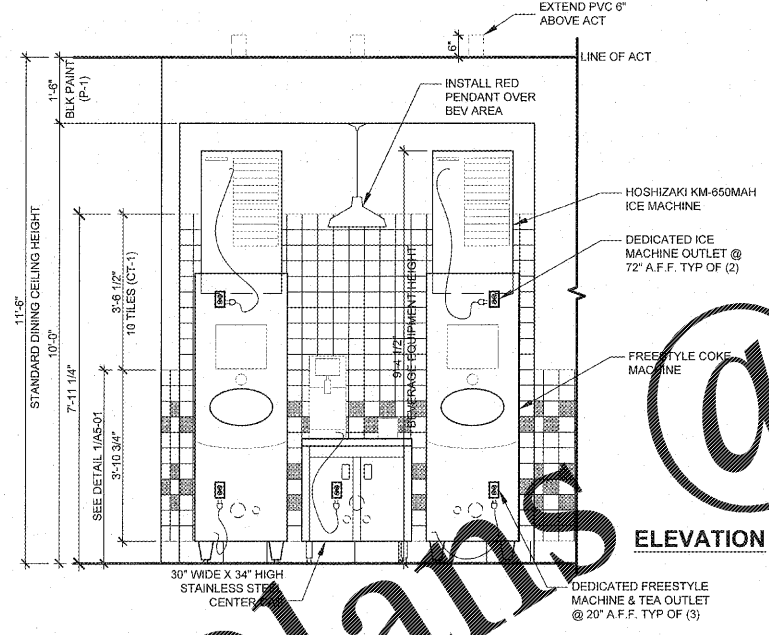 EXTEND PVC 6"
ABOVE ACT
6"
LINE OF ACT
1'-6"
BLK PAINT
(P-1)
INSTALL RED
PENDANT OVER
BEV AREA
HOSHIZAKI KM-650MAH
ICE MACHINE
DEDICATED ICE
MACHINE OUTLET @
72" A.F.F. TYP OF (2)
11'-6"
STANDARD DINING CEILING HEIGHT
10'-0"
7'-11 1/4"
3'-6 1/2"
10 TILES (CT-1)
9'-4 1/2"
BEVERAGE EQUIPMENT HEIGHT
FREESTYLE COKE
MACHINE
SEE DETAIL 1/A5-01
3'-10 3/4"
@
ELEVATION
30" WIDE X 34" HIGH
STAINLESS STEEL
CENTER
DEDICATED FREESTYLE
MACHINE & TEA OUTLET
@ 20" A.F.F. TYP OF (3)
lans